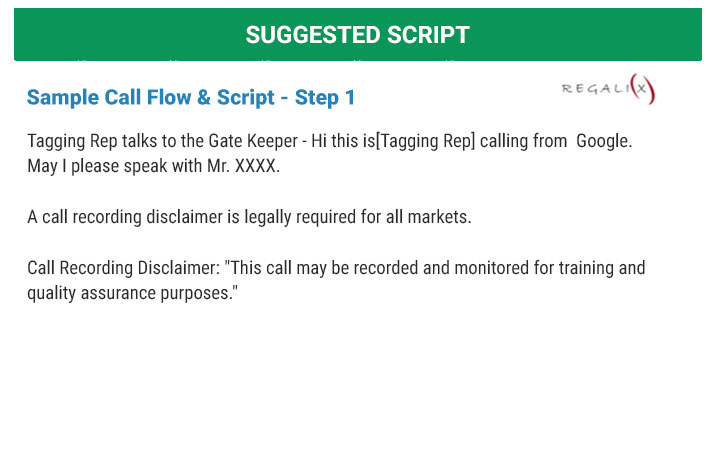 SUGGESTED SCRIPT
REGALI(X)
Sample Call Flow & Script - Step 1
Tagging Rep talks to the Gate Keeper - Hi this is[Tagging Rep] calling from  Google.
May I please speak with Mr. XXXX.
A call recording disclaimer is legally required for all markets.
Call Recording Disclaimer: "This call may be recorded and monitored for training and
quality assurance purposes."